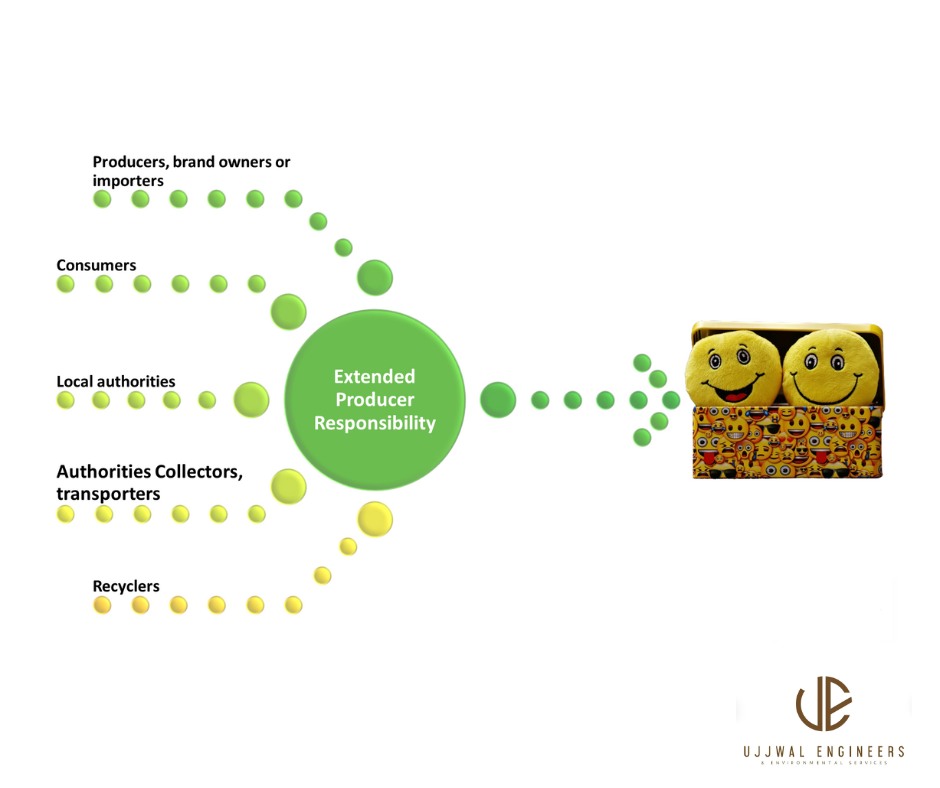 Producers, brand owners or
importers
Consumers
Local authorities
Authorities Collectors,
transporters
Recyclers
Extended
Producer
Responsibility
UJJWAL ENGINEERS
& ENVIRONMENTAL SERVICES